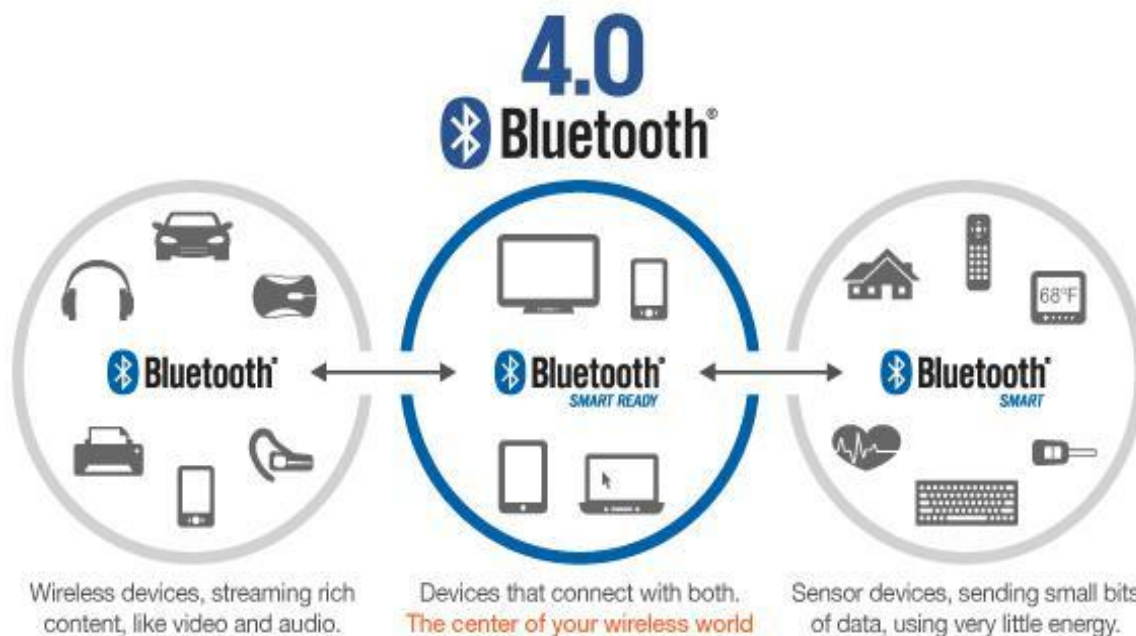 4.0
Bluetooth®
68°F
Bluetooth®
Bluetooth®
SMART READY
Bluetooth®
SMART
Wireless devices, streaming rich
content, like video and audio.
Devices that connect with both.
The center of your wireless world
Sensor devices, sending small bits
of data, using very little energy.